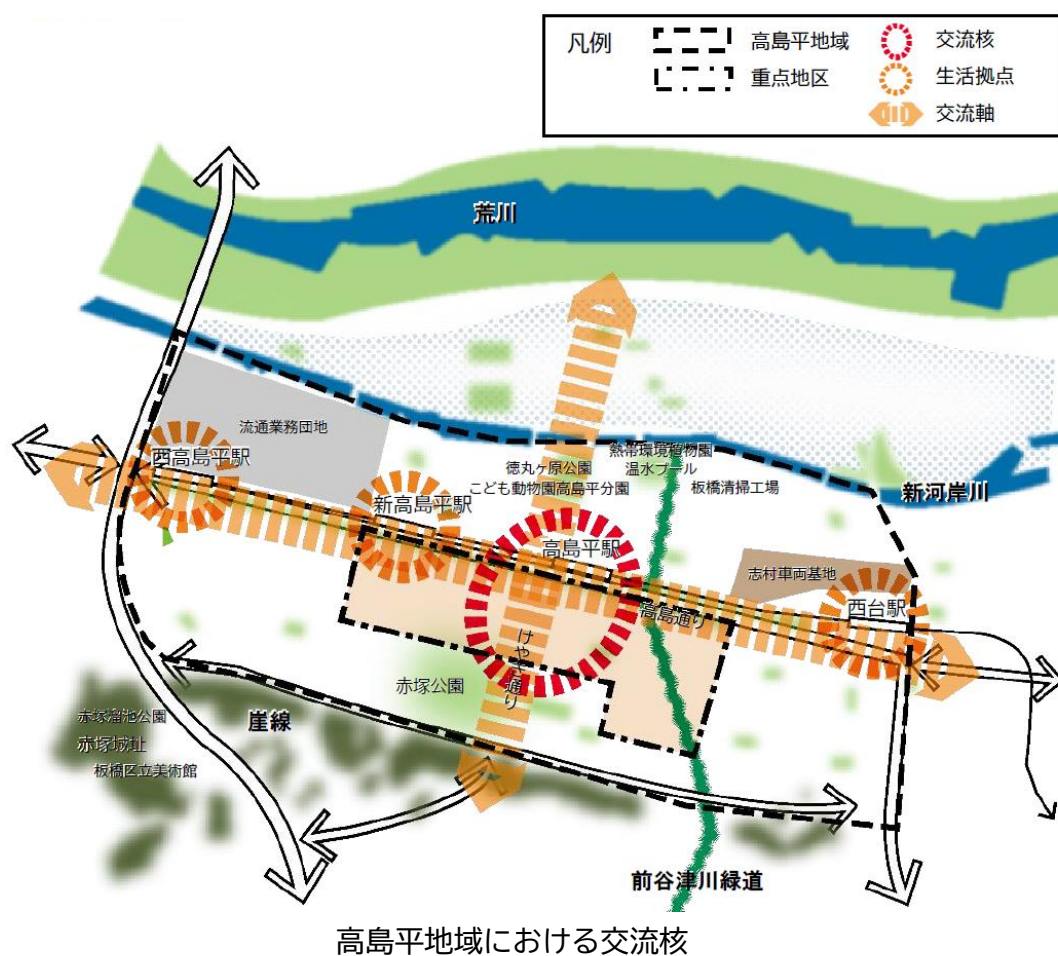 凡例
高島平地域
交流核
重点地区
生活拠点
交流軸
荒川
流通業務団地
西高島平駅
新高島平駅
徳丸ヶ原公園
こども動物園高島平分園
熱帯環境植物園
温水プール
板橋清掃工場
新河岸川
高島平駅
志村車両基地
西台駅
高島通り
けやき通り
赤塚公園
赤塚溜池公園
赤塚城址
板橋区立美術館
崖線
前谷津川緑道
高島平地域における交流核